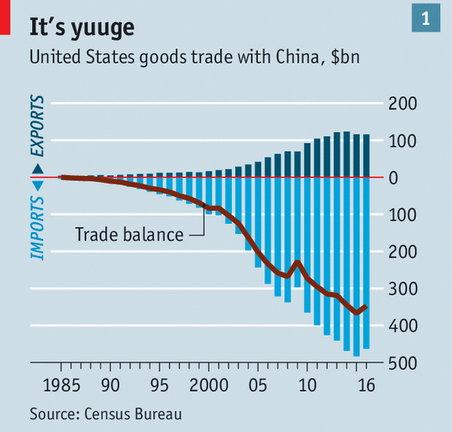 It's yuuge
1
United States goods trade with China, $bn
EXPORTS
IMPORTS
200
100
0
100
200
300
400
500
Trade balance
1985 90 95 2000 05 10 16
Source: Census Bureau